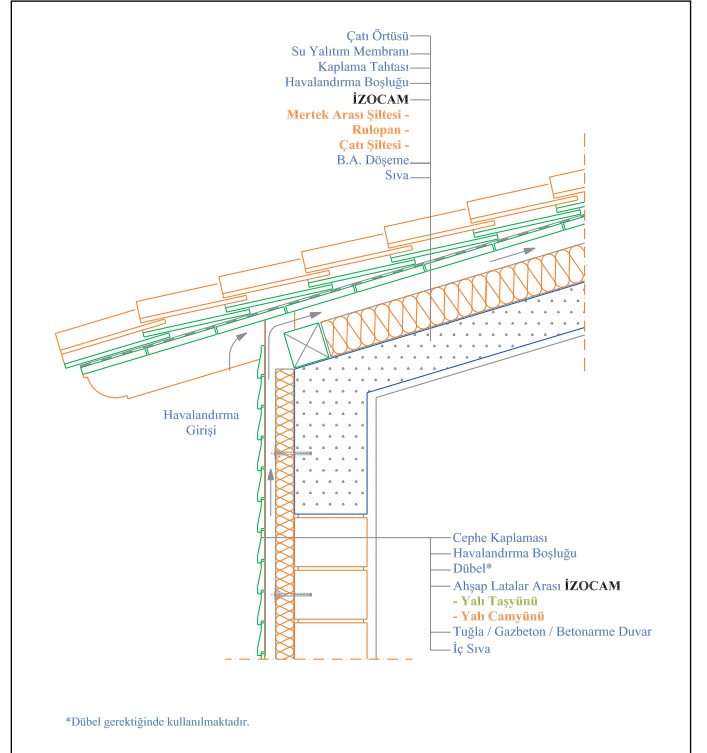 Çatı Örtüsü
Su Yalıtım Membranı
Kaplama Tahtası
Havalandırma Boşluğu
İZOCAM
Mertek Arası Şiltesi -
Rulopan -
Çatı Şiltesi -
B.A. Döşeme
Sıva
Havalandırma
Girişi
Cephe Kaplaması
Havalandırma Boşluğu
Dübel*
Ahşap Latalar Arası İZOCAM
- Yalı Taşyünü
- Yalı Camyünü
Tuğla / Gazbeton / Betonarme Duvar
İç Sıva
*Dübel gerektiğinde kullanılmaktadır.